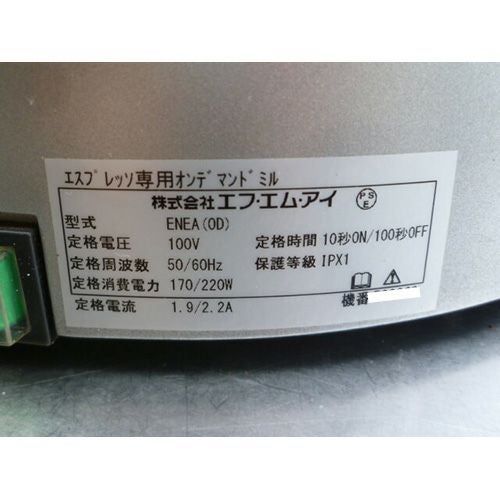 ｴｽﾌﾟﾚｯｿ専用ｵﾝﾃﾞﾏﾝﾄﾞﾐﾙ
株式会社エフ・エム・アイ PSE
型式 ENEA(OD)
定格電圧 100V 定格時間 10秒ON/100秒OFF
定格周波数 50/60Hz 保護等級 IPX1
定格消費電力 170/220W
定格電流 1.9/2.2A 機番